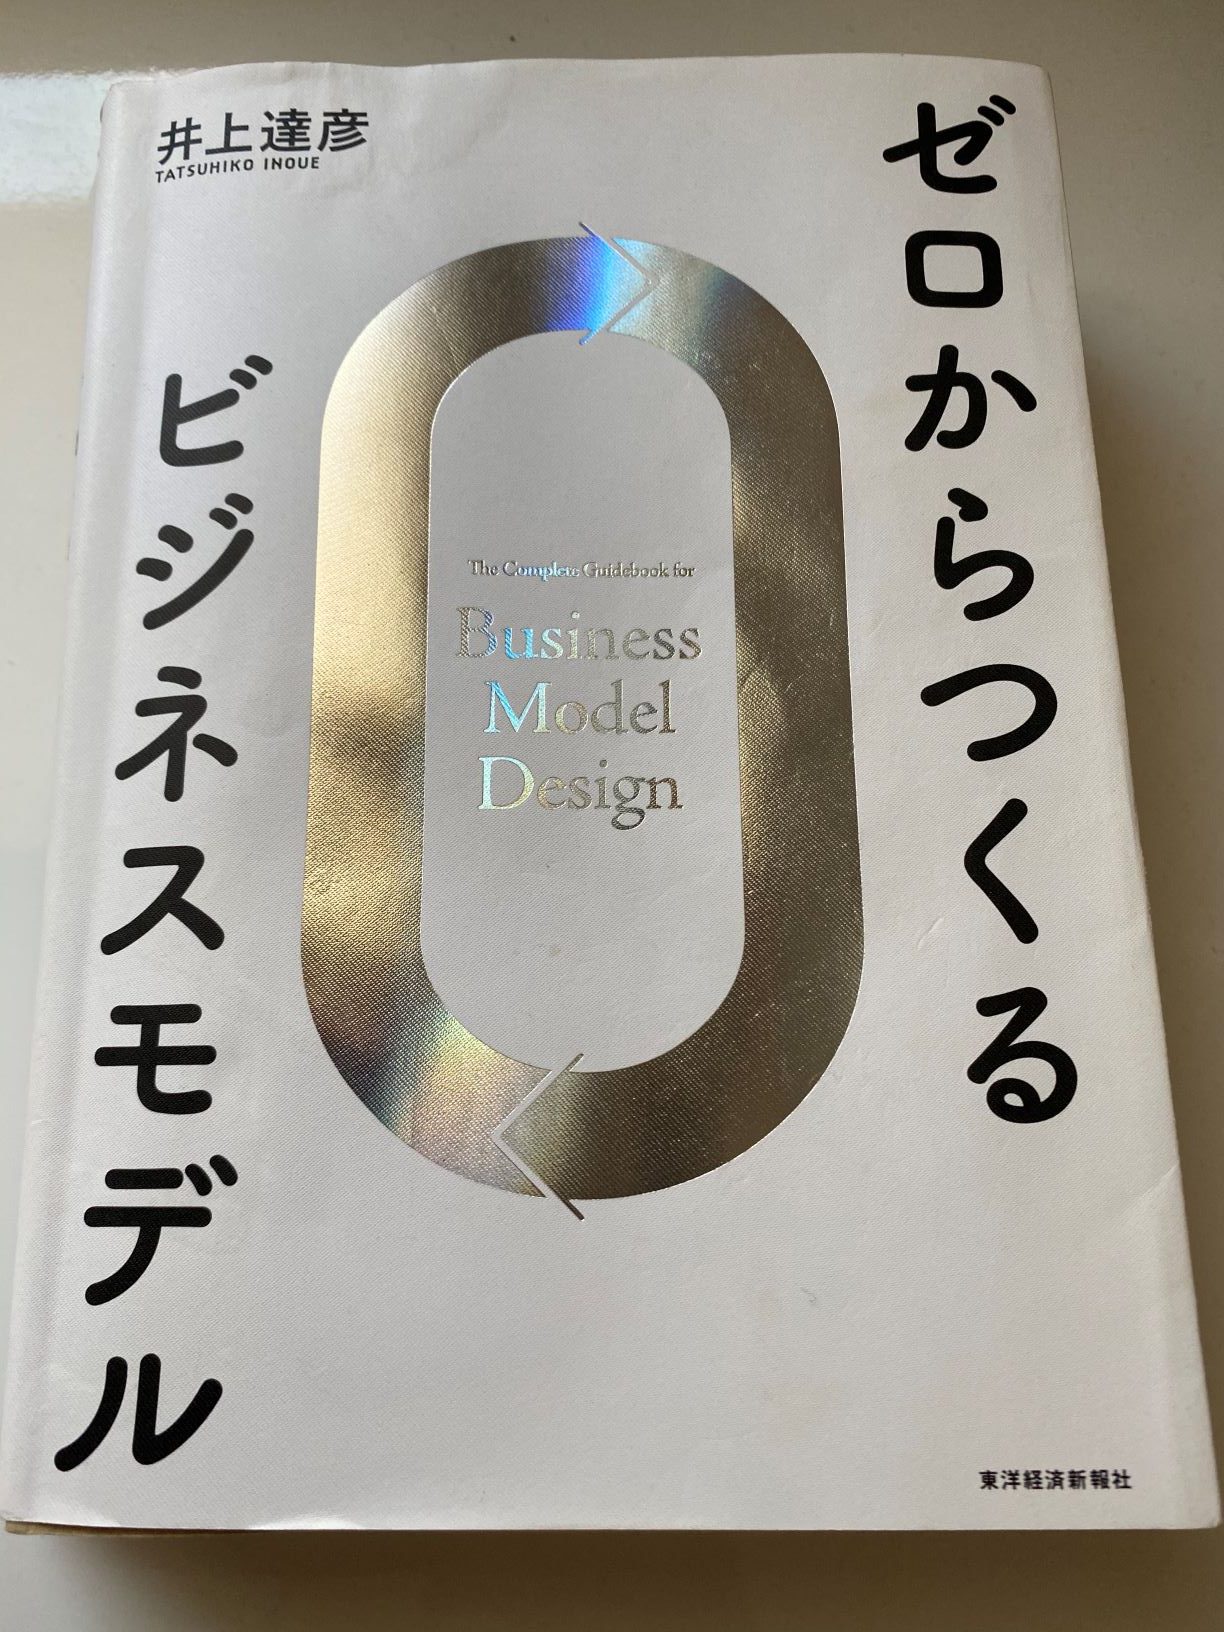 ゼロからつくる
ビジネスモデル
井上達彦
TATSUHIKO INOUE
The Complete Guidebook for
Business
Model
Design
東洋経済新報社